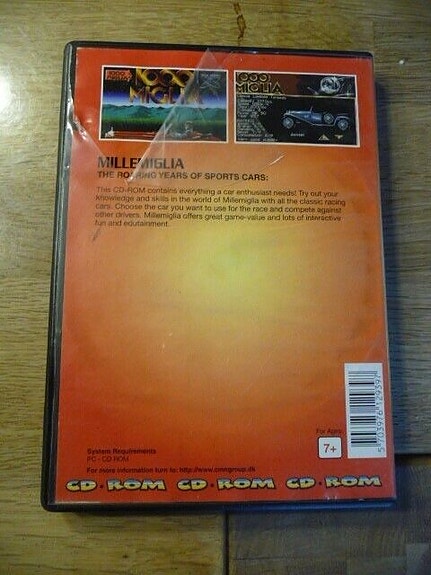 1000 MIGLIA
1000
MIGLIA
MILLEMIGLIA
THE ROARING YEARS OF SPORTS CARS:
This CD-ROM contains everything a car enthusiast needs! Try out your
knowledge and skills in the world of Millemiglia with all the classic racing
cars. Choose the car you want to use for the race and compete against
other drivers. Millemiglia offers great game-value and lots of interactive
fun and edutainment.
For Ages:
7+
5703976129397
System Requirements
PC - CD ROM
For more information turn to: http://www.cnmgroup.dk
CD-ROM CD-ROM CD-ROM